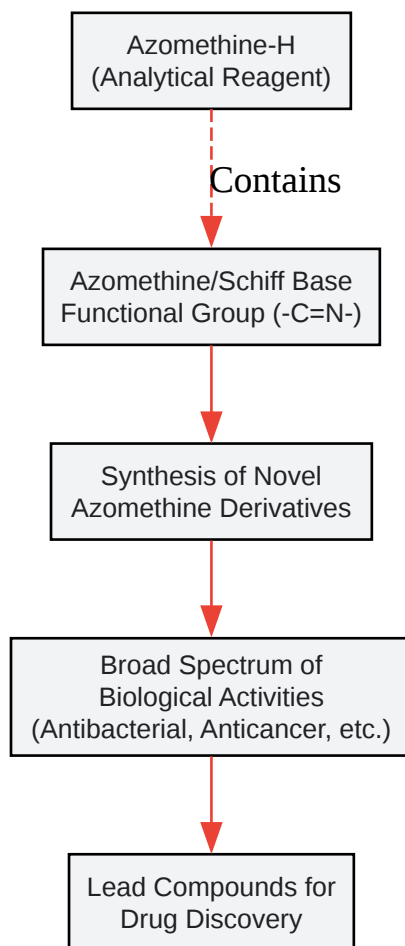 Azomethine-H
(Analytical Reagent)
Contains
Azomethine/Schiff Base
Functional Group (-C=N-)
Synthesis of Novel
Azomethine Derivatives
Broad Spectrum of
Biological Activities
(Antibacterial, Anticancer, etc.)
Lead Compounds for
Drug Discovery